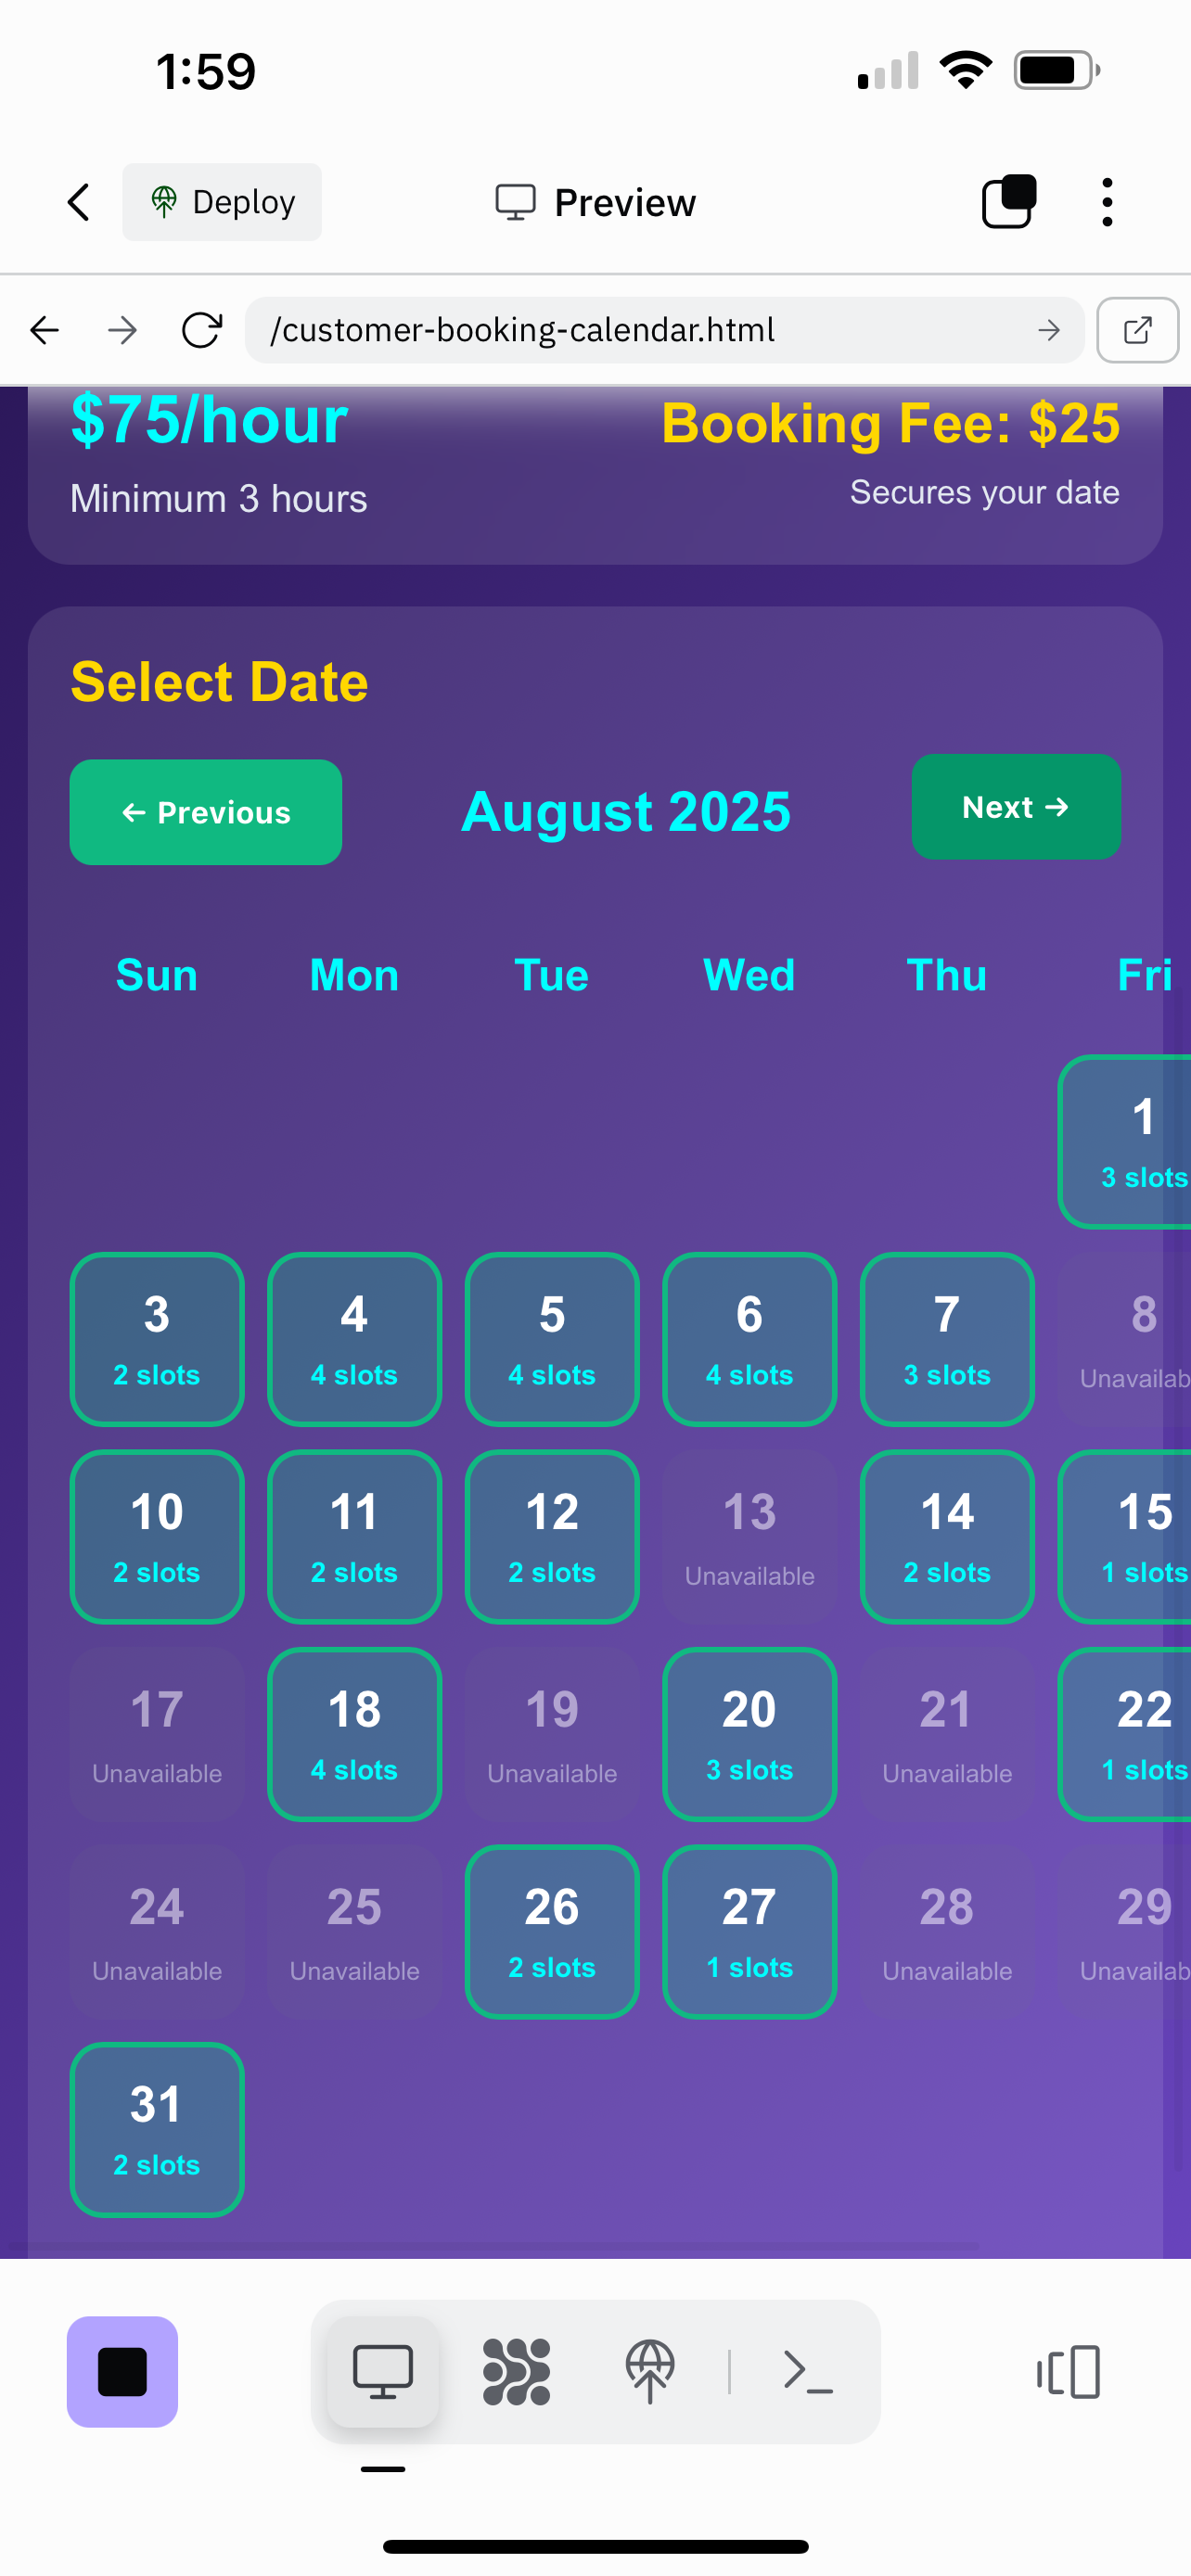 1:59
Deploy
Preview
/customer-booking-calendar.html
$75/hour
Booking Fee: $25
Minimum 3 hours
Secures your date
Select Date
← Previous
August 2025
Next →
Sun Mon Tue Wed Thu Fri
1
3 slots
3 4 5 6 7 8
2 slots 4 slots 4 slots 4 slots 3 slots Unavailab
10 11 12 13 14 15
2 slots 2 slots 2 slots Unavailable 2 slots 1 slots
17 18 19 20 21 22
Unavailable 4 slots Unavailable 3 slots Unavailable 1 slots
24 25 26 27 28 29
Unavailable Unavailable 2 slots 1 slots Unavailable Unavailab
31
2 slots